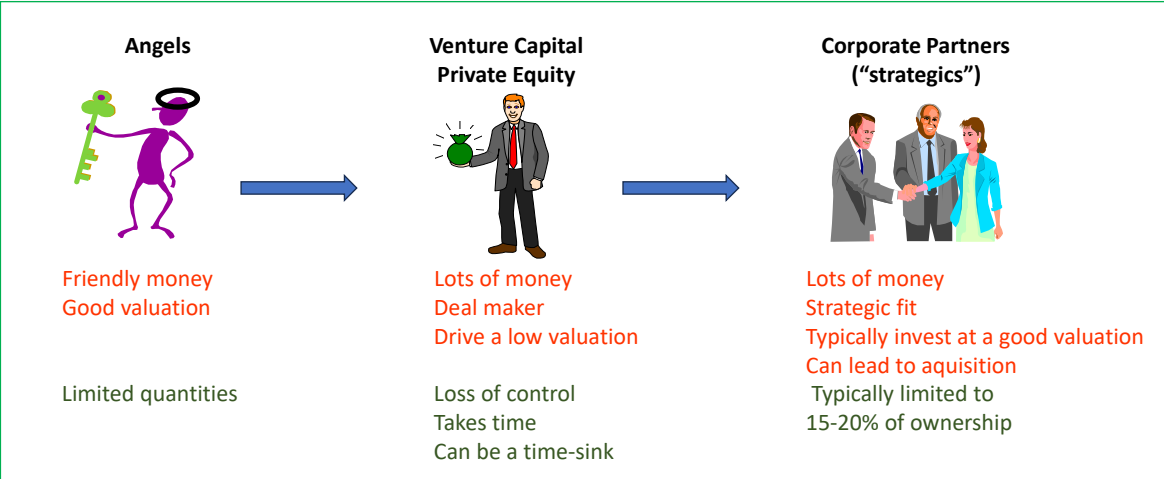 Angels
Friendly money
Good valuation
Limited quantities
Venture Capital
Private Equity
Lots of money
Deal maker
Drive a low valuation
Loss of control
Takes time
Can be a time-sink
Corporate Partners
(“strategics”)
Lots of money
Strategic fit
Typically invest at a good valuation
Can lead to aquisition
Typically limited to
15-20% of ownership